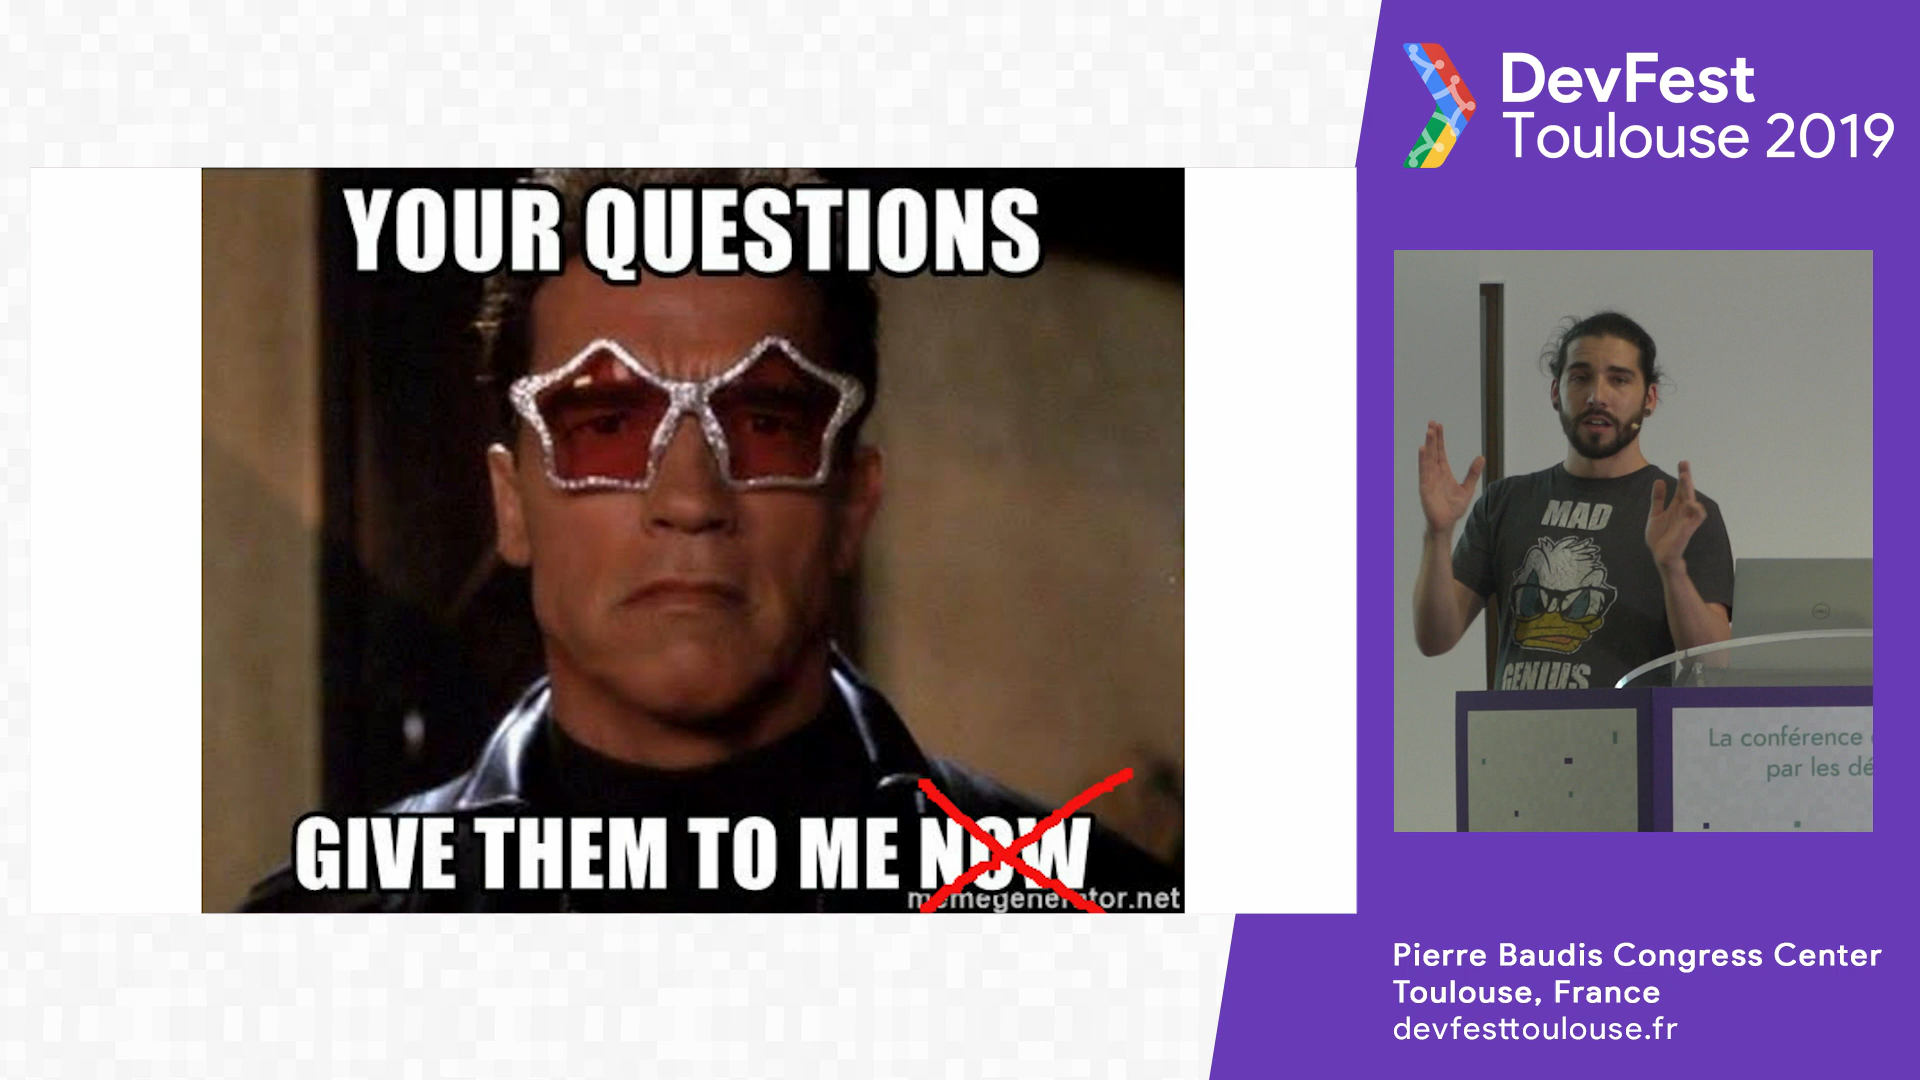 YOUR QUESTIONS
GIVE THEM TO ME NOW
memegenerator.net
DevFest
Toulouse 2019
MAD
GENIUS
La conférence
par les dé
Pierre Baudis Congress Center
Toulouse, France
devfesttoulouse.fr